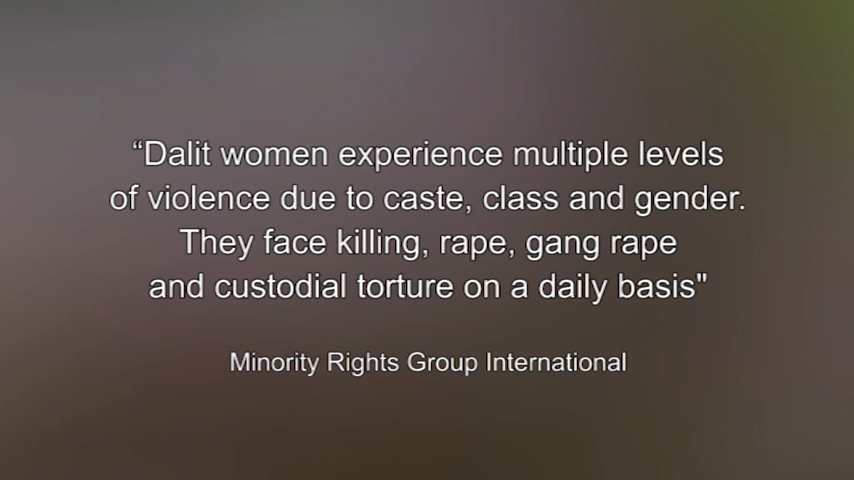 “Dalit women experience multiple levels
of violence due to caste, class and gender.
They face killing, rape, gang rape
and custodial torture on a daily basis"
Minority Rights Group International